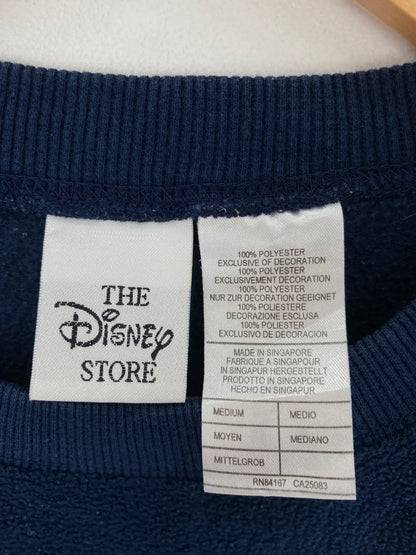 THE
Disney
STORE
100% POLYESTER
EXCLUSIVE OF DECORATION
100% POLYESTER
EXCLUSIVEMENT DECORATION
100% POLYESTER
NUR ZUR DECORATION GEEIGNET
100% POLIESTERE
DECORAZIONE ESCLUSA
100% POLYESTER
EXCLUSIVO DE DECORACION
MADE IN SINGAPORE
FABRIQUE A SINGAPOUR
IN SINGAPUR HERGESTELLT
PRODOTTO IN SINGAPORE
HECHO EN SINGAPUR
MEDIUM MEDIO
MOYEN MEDIANO
MITTELGROB
RN84167 CA25083